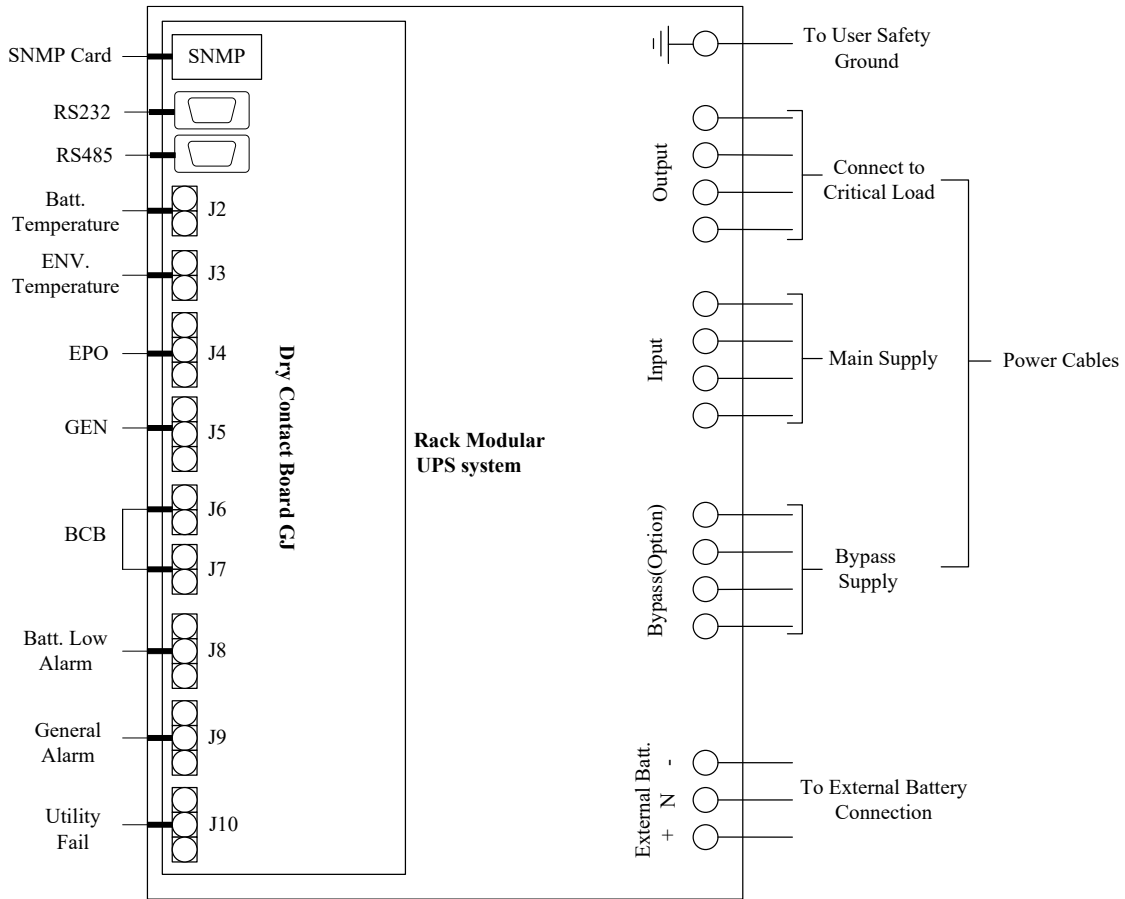 SNMP Card
SNMP
RS232
RS485
Batt.
Temperature
J2
ENV.
Temperature
J3
EPO
J4
GEN
J5
BCB
J6
J7
Batt. Low
Alarm
J8
General
Alarm
J9
Utility
Fail
J10
Dry Contact Board GJ
Rack Modular
UPS system
To User Safety
Ground
Output
Connect to
Critical Load
Input
Main Supply
Power Cables
Bypass(Option)
Bypass
Supply
External Batt.
+ N -
To External Battery
Connection